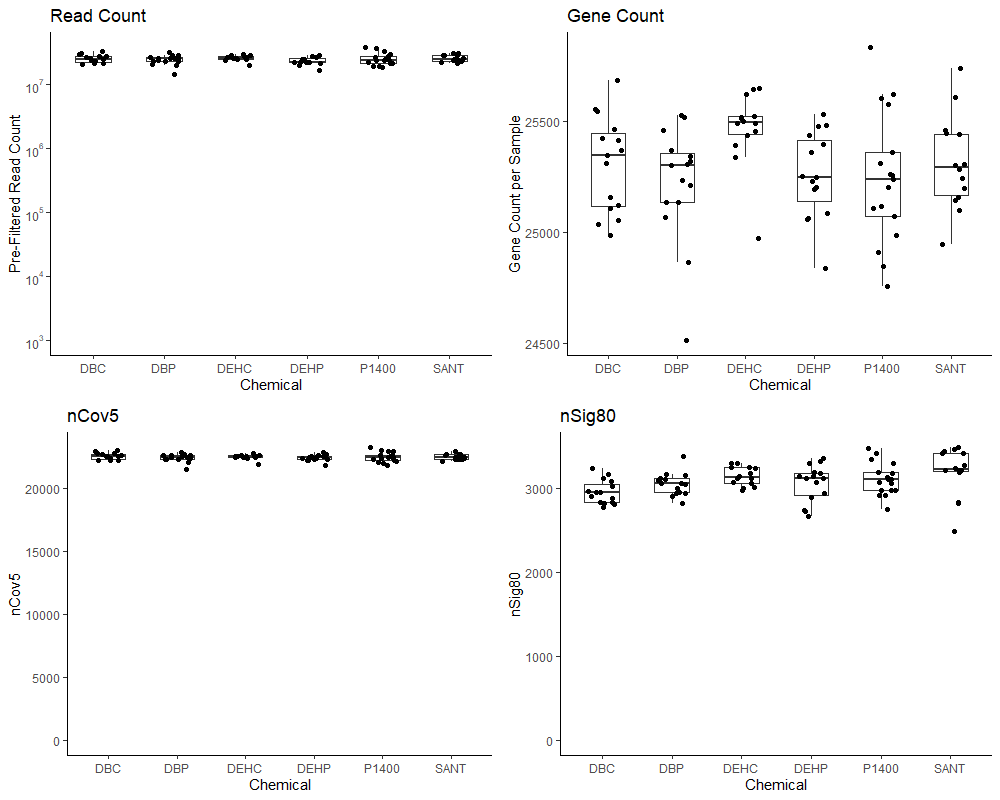 Read Count
Pre-Filtered Read Count
10^7
10^6
10^5
10^4
10^3
DBC DBP DEHC DEHP P1400 SANT
Chemical
Gene Count
Gene Count per Sample
25500
25000
24500
DBC DBP DEHC DEHP P1400 SANT
Chemical
nCov5
nCov5
20000
15000
10000
5000
0
DBC DBP DEHC DEHP P1400 SANT
Chemical
nSig80
nSig80
3000
2000
1000
0
DBC DBP DEHC DEHP P1400 SANT
Chemical